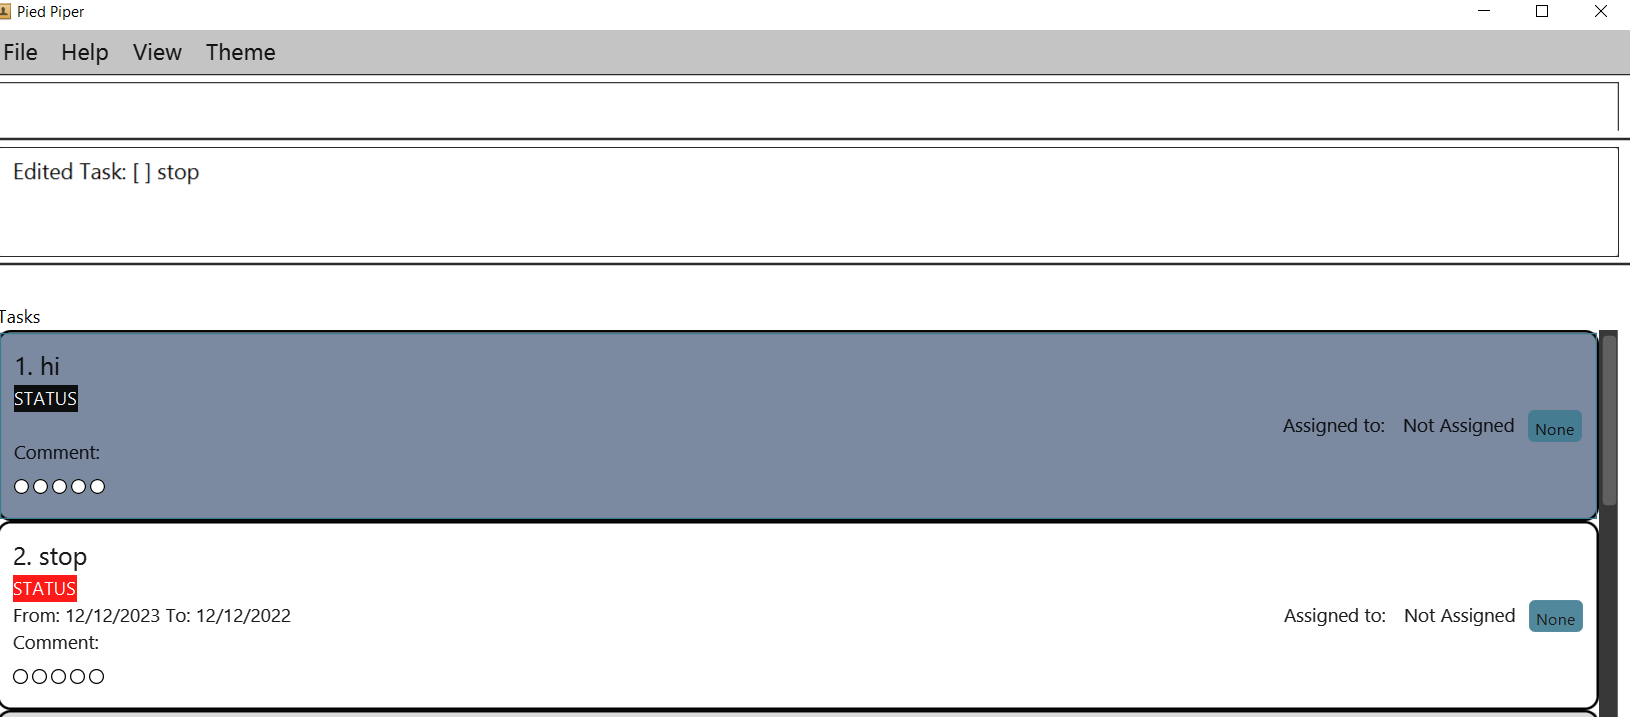 Pied Piper
File Help View Theme
Edited Task: [ ] stop
Tasks
1. hi
STATUS
Assigned to: Not Assigned None
Comment:
2. stop
STATUS
From: 12/12/2023 To: 12/12/2022
Assigned to: Not Assigned None
Comment: